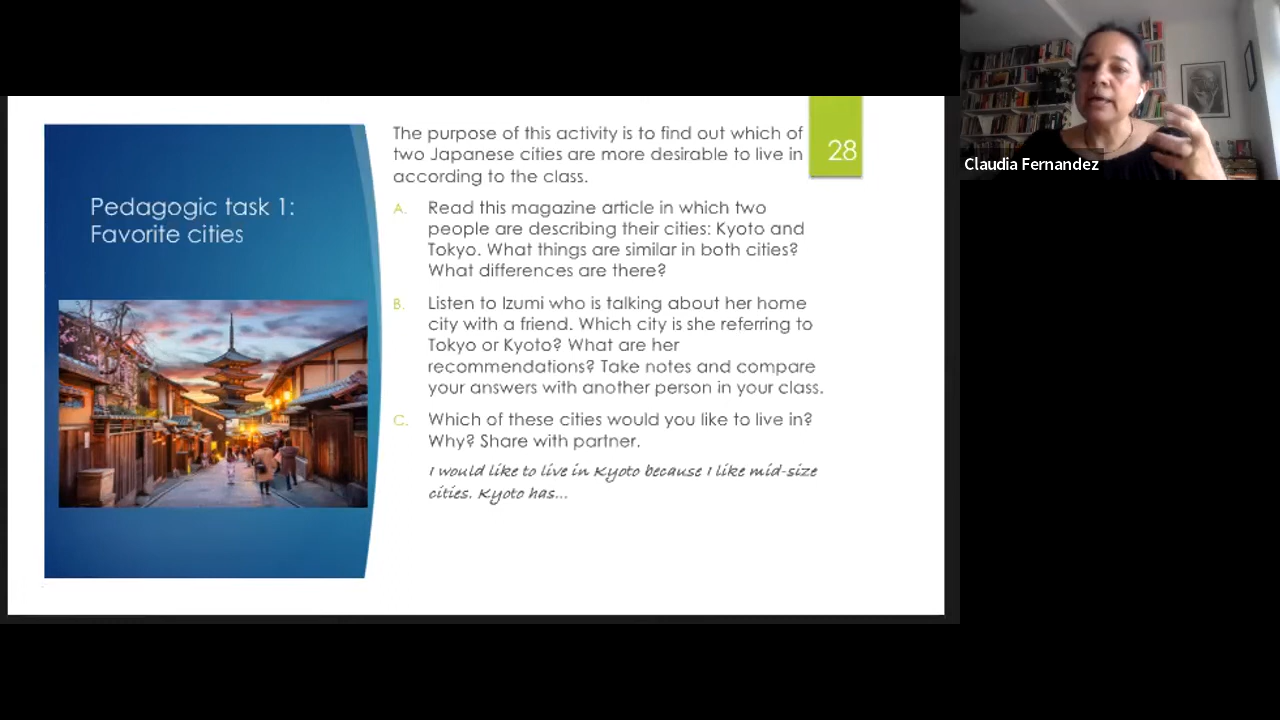 Pedagogic task 1:
Favorite cities
The purpose of this activity is to find out which of
two Japanese cities are more desirable to live in
according to the class.
A. Read this magazine article in which two
people are describing their cities: Kyoto and
Tokyo. What things are similar in both cities?
What differences are there?
B. Listen to Izumi who is talking about her home
city with a friend. Which city is she referring to
Tokyo or Kyoto? What are her
recommendations? Take notes and compare
your answers with another person in your class.
C. Which of these cities would you like to live in?
Why? Share with partner.
I would like to live in Kyoto because I like mid-size
cities. Kyoto has...
28
Claudia Fernandez